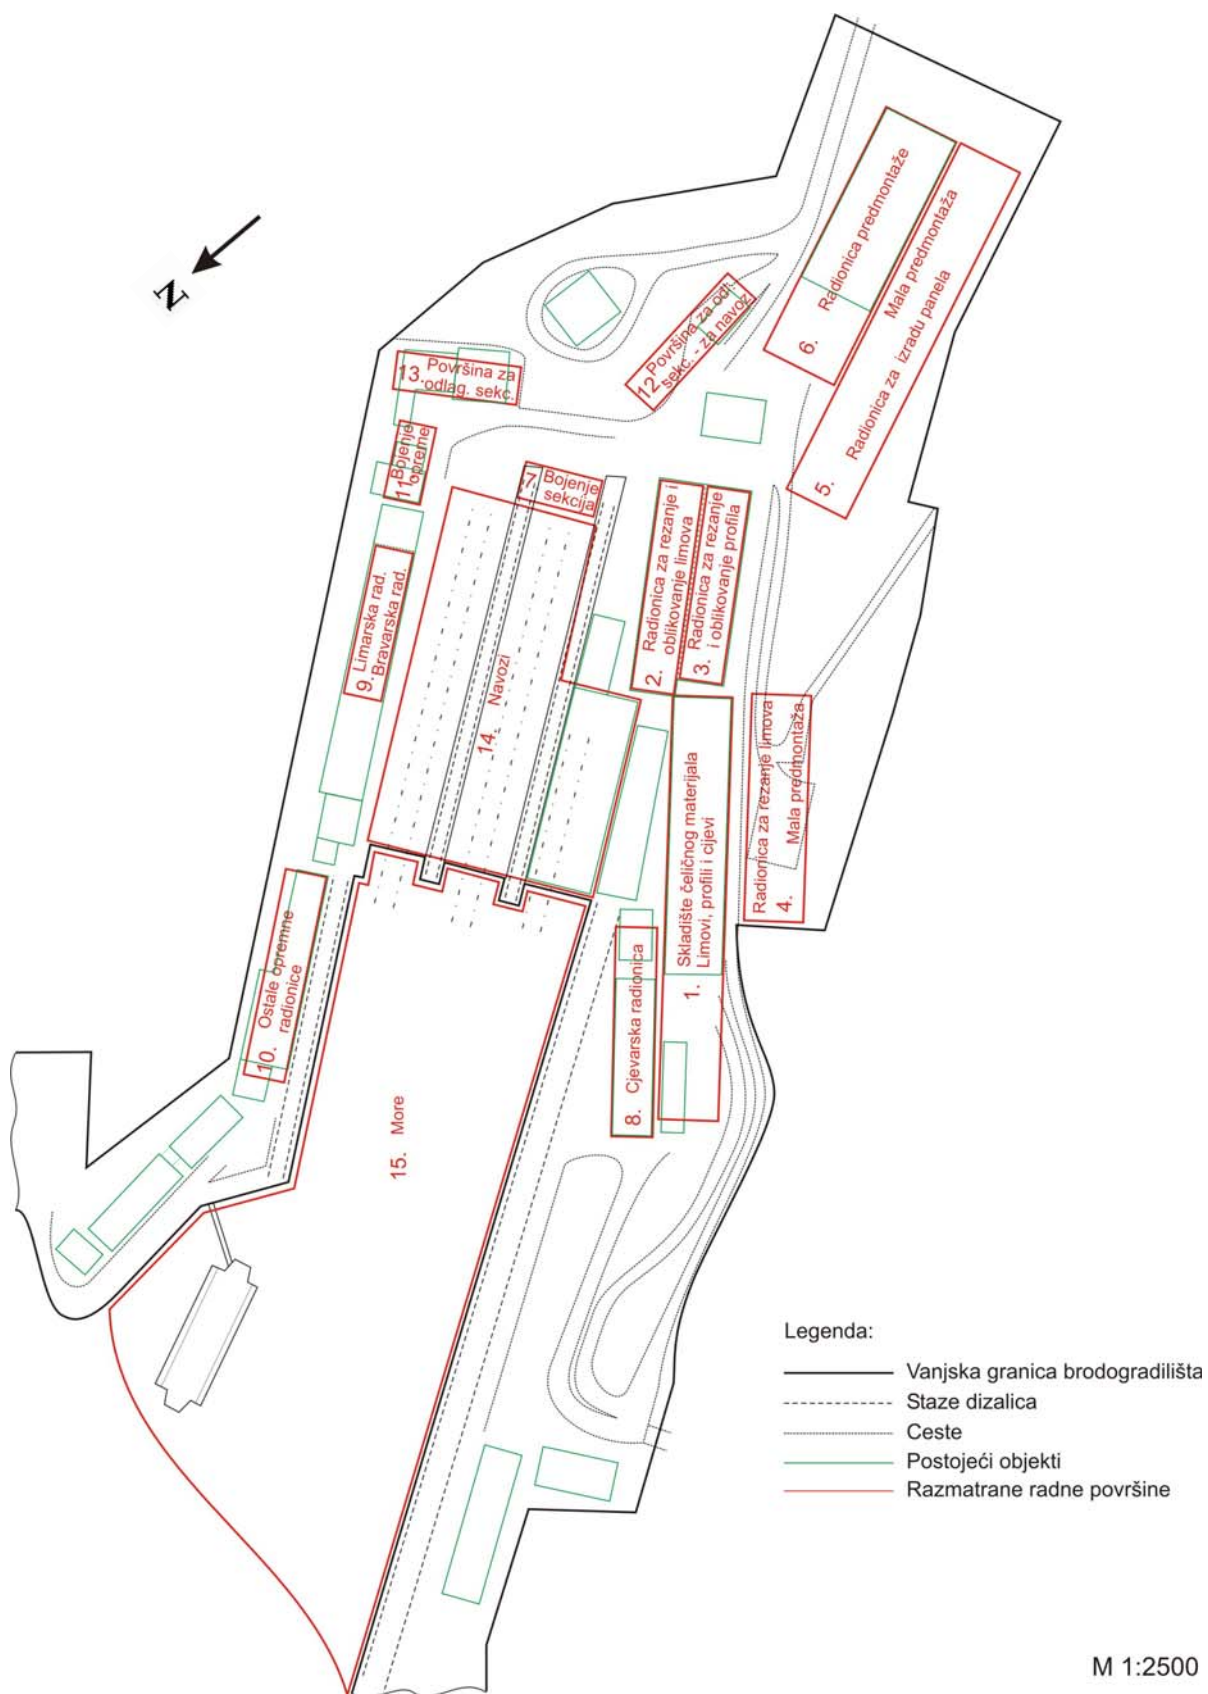 N
6. Radionica predmontaže
Mala predmontaža
5. Radionica za izradu panela
12. Površina za odl.
sekc. - za navoz
13. Površina za
odlag. sekc.
11. Bojenje
opreme
7. Bojenje
sekcija
2. Radionica za rezanje i
oblikovanje limova
3. Radionica za rezanje
i oblikovanje profila
9. Limarska rad.
Bravarska rad.
14. Navozi
Radionica za rezanje limova
4. Mala predmontaža
Skladište čeličnog materijala
1. Limovi, profili i cijevi
8. Cjevarska radionica
10. Ostale opremne
radionice
15. More
Legenda:
Vanjska granica brodogradilišta
Staze dizalica
Ceste
Postojeći objekti
Razmatrane radne površine
M 1:2500